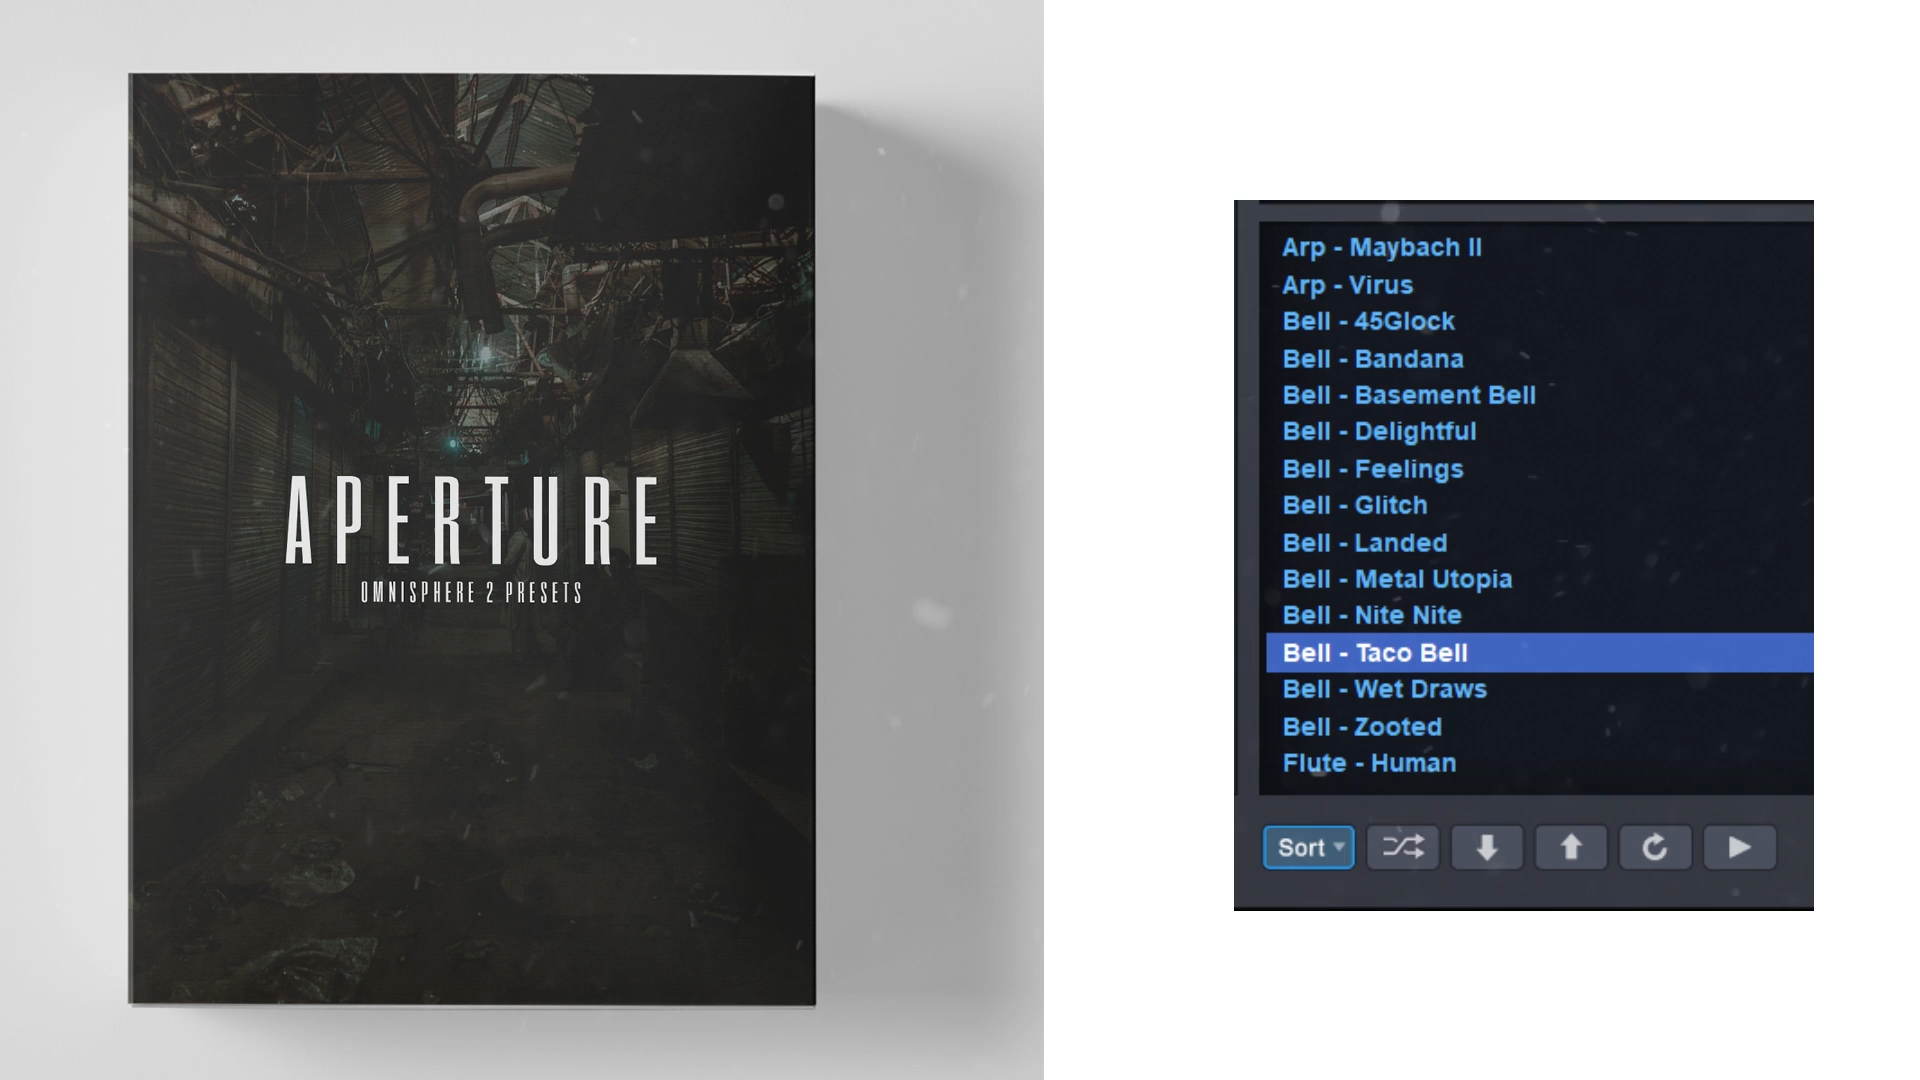 APERTURE
OMNISPHERE 2 PRESETS
Arp - Maybach II
Arp - Virus
Bell - 45Glock
Bell - Bandana
Bell - Basement Bell
Bell - Delightful
Bell - Feelings
Bell - Glitch
Bell - Landed
Bell - Metal Utopia
Bell - Nite Nite
Bell - Taco Bell
Bell - Wet Draws
Bell - Zooted
Flute - Human
Sort